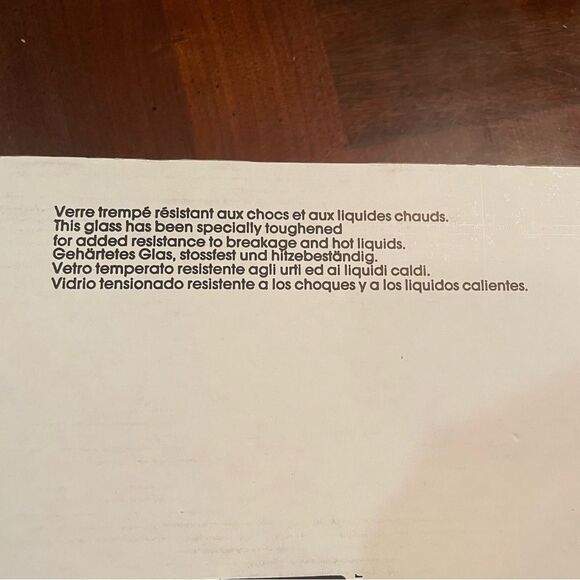 Verre trempé résistant aux chocs et aux liquides chauds.
This glass has been specially toughened
for added resistance to breakage and hot liquids.
Gehärtetes Glas, stossfest und hitzebeständig.
Vetro temperato resistente agli urti ed ai liquidi caldi.
Vidrio tensionado resistente a los choques y a los liquidos calientes.